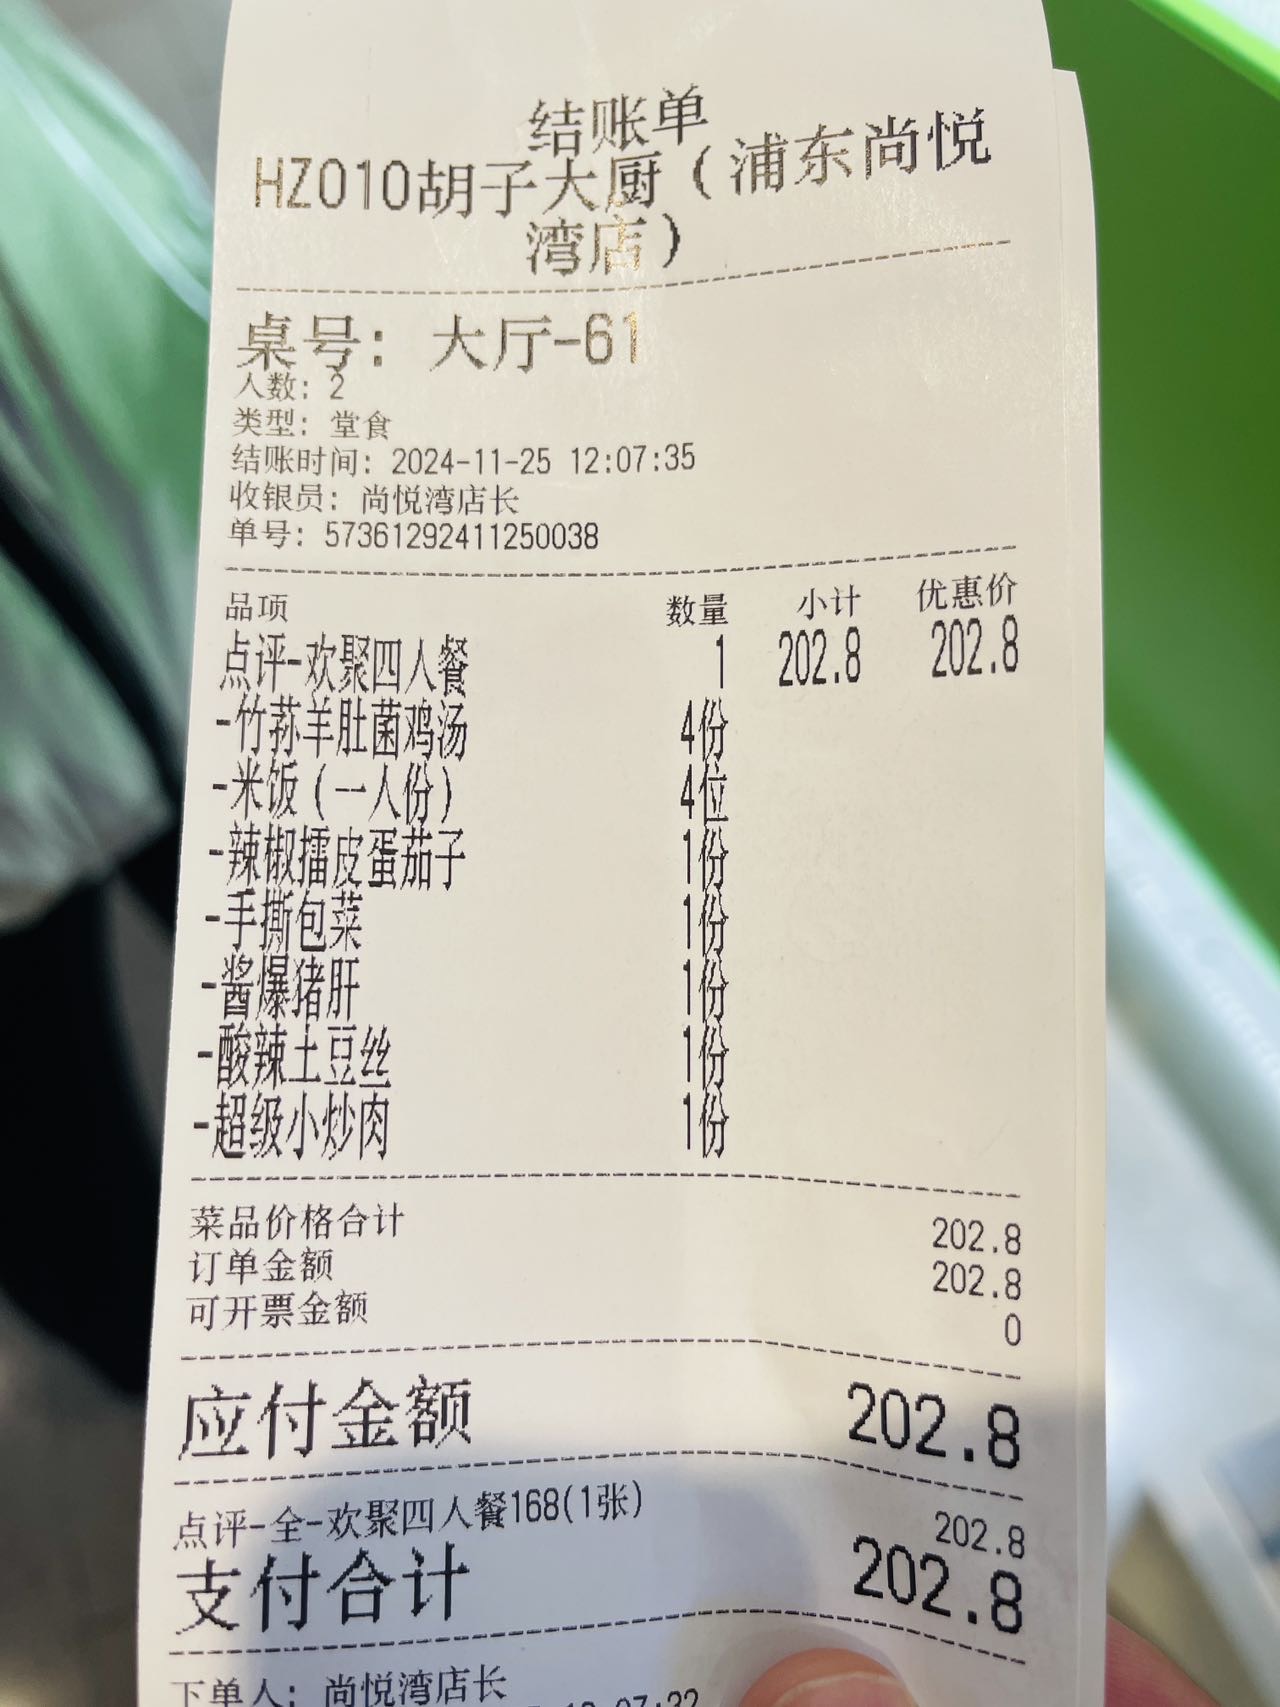 结账单
HZ010胡子大厨（浦东尚悦
湾店）
桌号：大厅-61
人数：2
类型：堂食
结账时间：2024-11-25 12:07:35
收银员：尚悦湾店长
单号：57361292411250038
品项 数量 小计 优惠价
点评-欢聚四人餐 1 202.8 202.8
-竹荪羊肚菌鸡汤 4份
-米饭（一人份） 4位
-辣椒擂皮蛋茄子 1份
-手撕包菜 1份
-酱爆猪肝 1份
-酸辣土豆丝 1份
-超级小炒肉 1份
菜品价格合计 202.8
订单金额 202.8
可开票金额 0
应付金额 202.8
点评-全-欢聚四人餐168(1张) 202.8
支付合计 202.8
下单人：尚悦湾店长